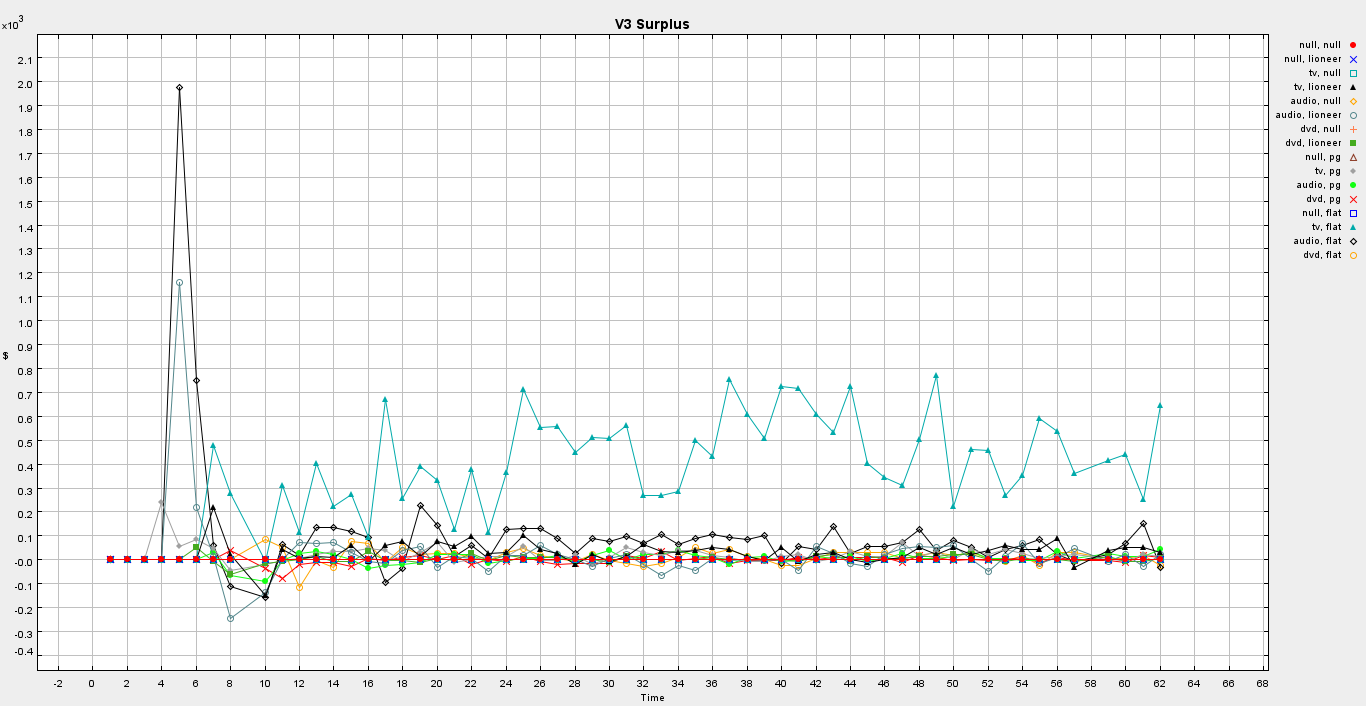 V3 Surplus
x10³
2.1
2.0
1.9
1.8
1.7
1.6
1.5
1.4
1.3
1.2
1.1
1.0
0.9
0.8
0.7
0.6
0.5
0.4
0.3
0.2
0.1
-0.0
-0.1
-0.2
-0.3
-0.4
$
-2 0 2 4 6 8 10 12 14 16 18 20 22 24 26 28 30 32 34 36 38 40 42 44 46 48 50 52 54 56 58 60 62 64 66 68
Time
null, null
null, lioneer
tv, null
tv, lioneer
audio, null
audio, lioneer
dvd, null
dvd, lioneer
null, pg
tv, pg
audio, pg
dvd, pg
null, flat
tv, flat
audio, flat
dvd, flat